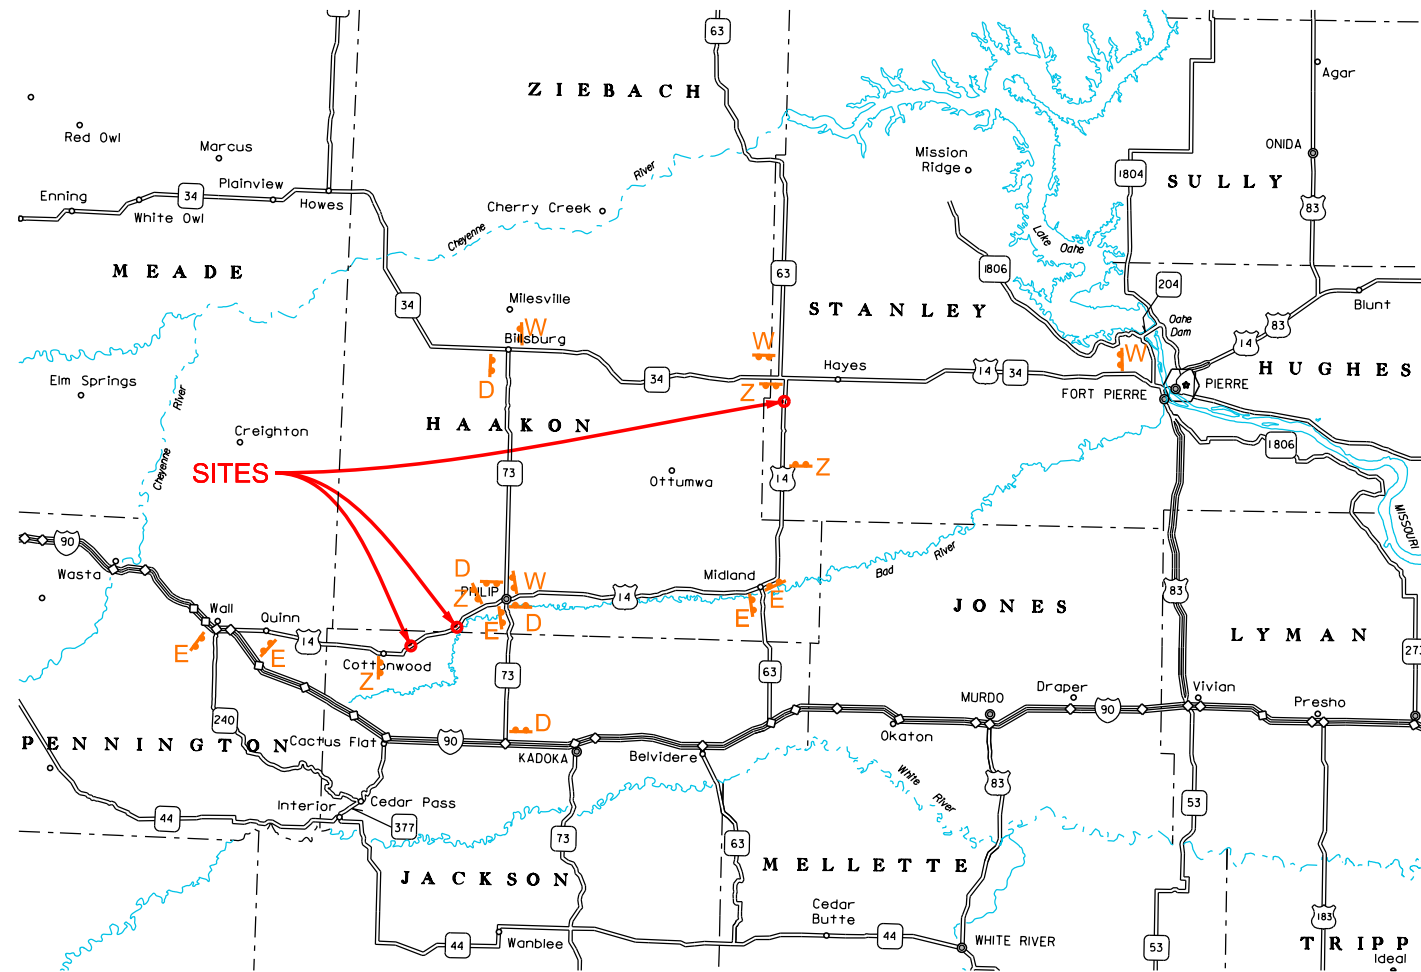 63
ZIEBACH
Agar
Red Owl
Marcus
ONIDA
Mission
Ridge
River
1804
SULLY
Enning
34
Plainview
White Owl
Howes
Cherry Creek
83
Cheyenne
Lake Oahe
MEADE
63
1806
204
34
Milesville
STANLEY
Blunt
River
W
Billsburg
W
Oahe
Dam
83
14
W
Elm Springs
D
34
Z
Hayes
14
34
FORT PIERRE
PIERRE
HUGHES
HAAKON
Creighton
1806
SITES
Cheyenne
73
Ottumwa
14
Z
MISSOURI
90
Wasta
River
Bad
D
PHILIP
W
Z
14
Midland
E
83
Wall
Quinn
E
D
E
JONES
LYMAN
E
14
E
Cottonwood
Z
73
63
273
MURDO
Draper
Vivian
Presho
240
D
90
PENNINGTON
Cactus Flat
90
KADOKA
Belvidere
Okaton
White
River
83
Interior
Cedar Pass
53
44
377
73
63
MELLETTE
JACKSON
Cedar
Butte
44
Wanblee
44
WHITE RIVER
53
183
TRIPP
Ideal